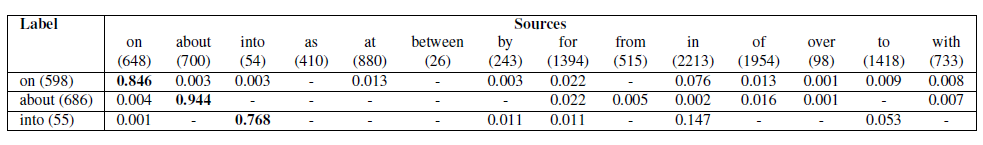 Label Sources
on about into as at between by for from in of over to with
(648) (700) (54) (410) (880) (26) (243) (1394) (515) (2213) (1954) (98) (1418) (733)
on (598) 0.846 0.003 0.003 - 0.013 0.003 0.022 - 0.076 0.013 0.001 0.009 0.008
about (686) 0.004 0.944 - - - - - 0.022 0.005 0.002 0.016 0.001 - 0.007
into (55) 0.001 - 0.768 - - - 0.011 0.011 - 0.147 - - 0.053 -